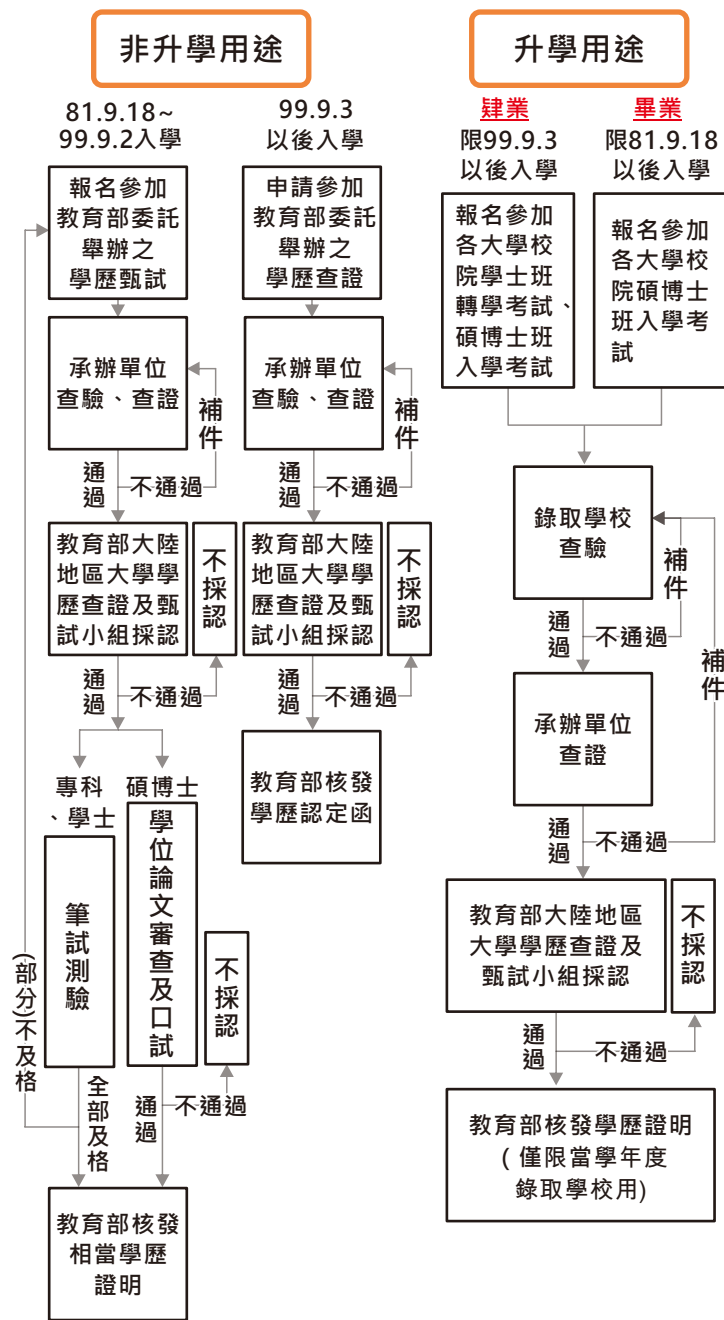 非升學用途
81.9.18~
99.9.2入學
報名參加
教育部委託
舉辦之
學歷甄試
承辦單位
查驗、查證
補件
通過
不通過
教育部大陸
地區大學學
歷查證及甄
試小組採認
不採認
通過
不通過
專科
、學士
碩博士
筆試測驗
學位論文審查及口試
不採認
(部分)不及格
全部及格
通過
不通過
教育部核發
相當學歷
證明
99.9.3
以後入學
申請參加
教育部委託
舉辦之
學歷查證
承辦單位
查驗、查證
補件
通過
不通過
教育部大陸
地區大學學
歷查證及甄
試小組採認
不採認
通過
不通過
教育部核發
學歷認定函
升學用途
肄業
限99.9.3
以後入學
報名參加
各大學校
院學士班
轉學考試、
碩博士班
入學考試
畢業
限81.9.18
以後入學
報名參加
各大學校
院碩博士
班入學考
試
錄取學校
查驗
補件
通過
不通過
補件
承辦單位
查證
通過
不通過
教育部大陸地區
大學學歷查證及
甄試小組採認
不採認
通過
不通過
教育部核發學歷證明
(僅限當學年度
錄取學校用)